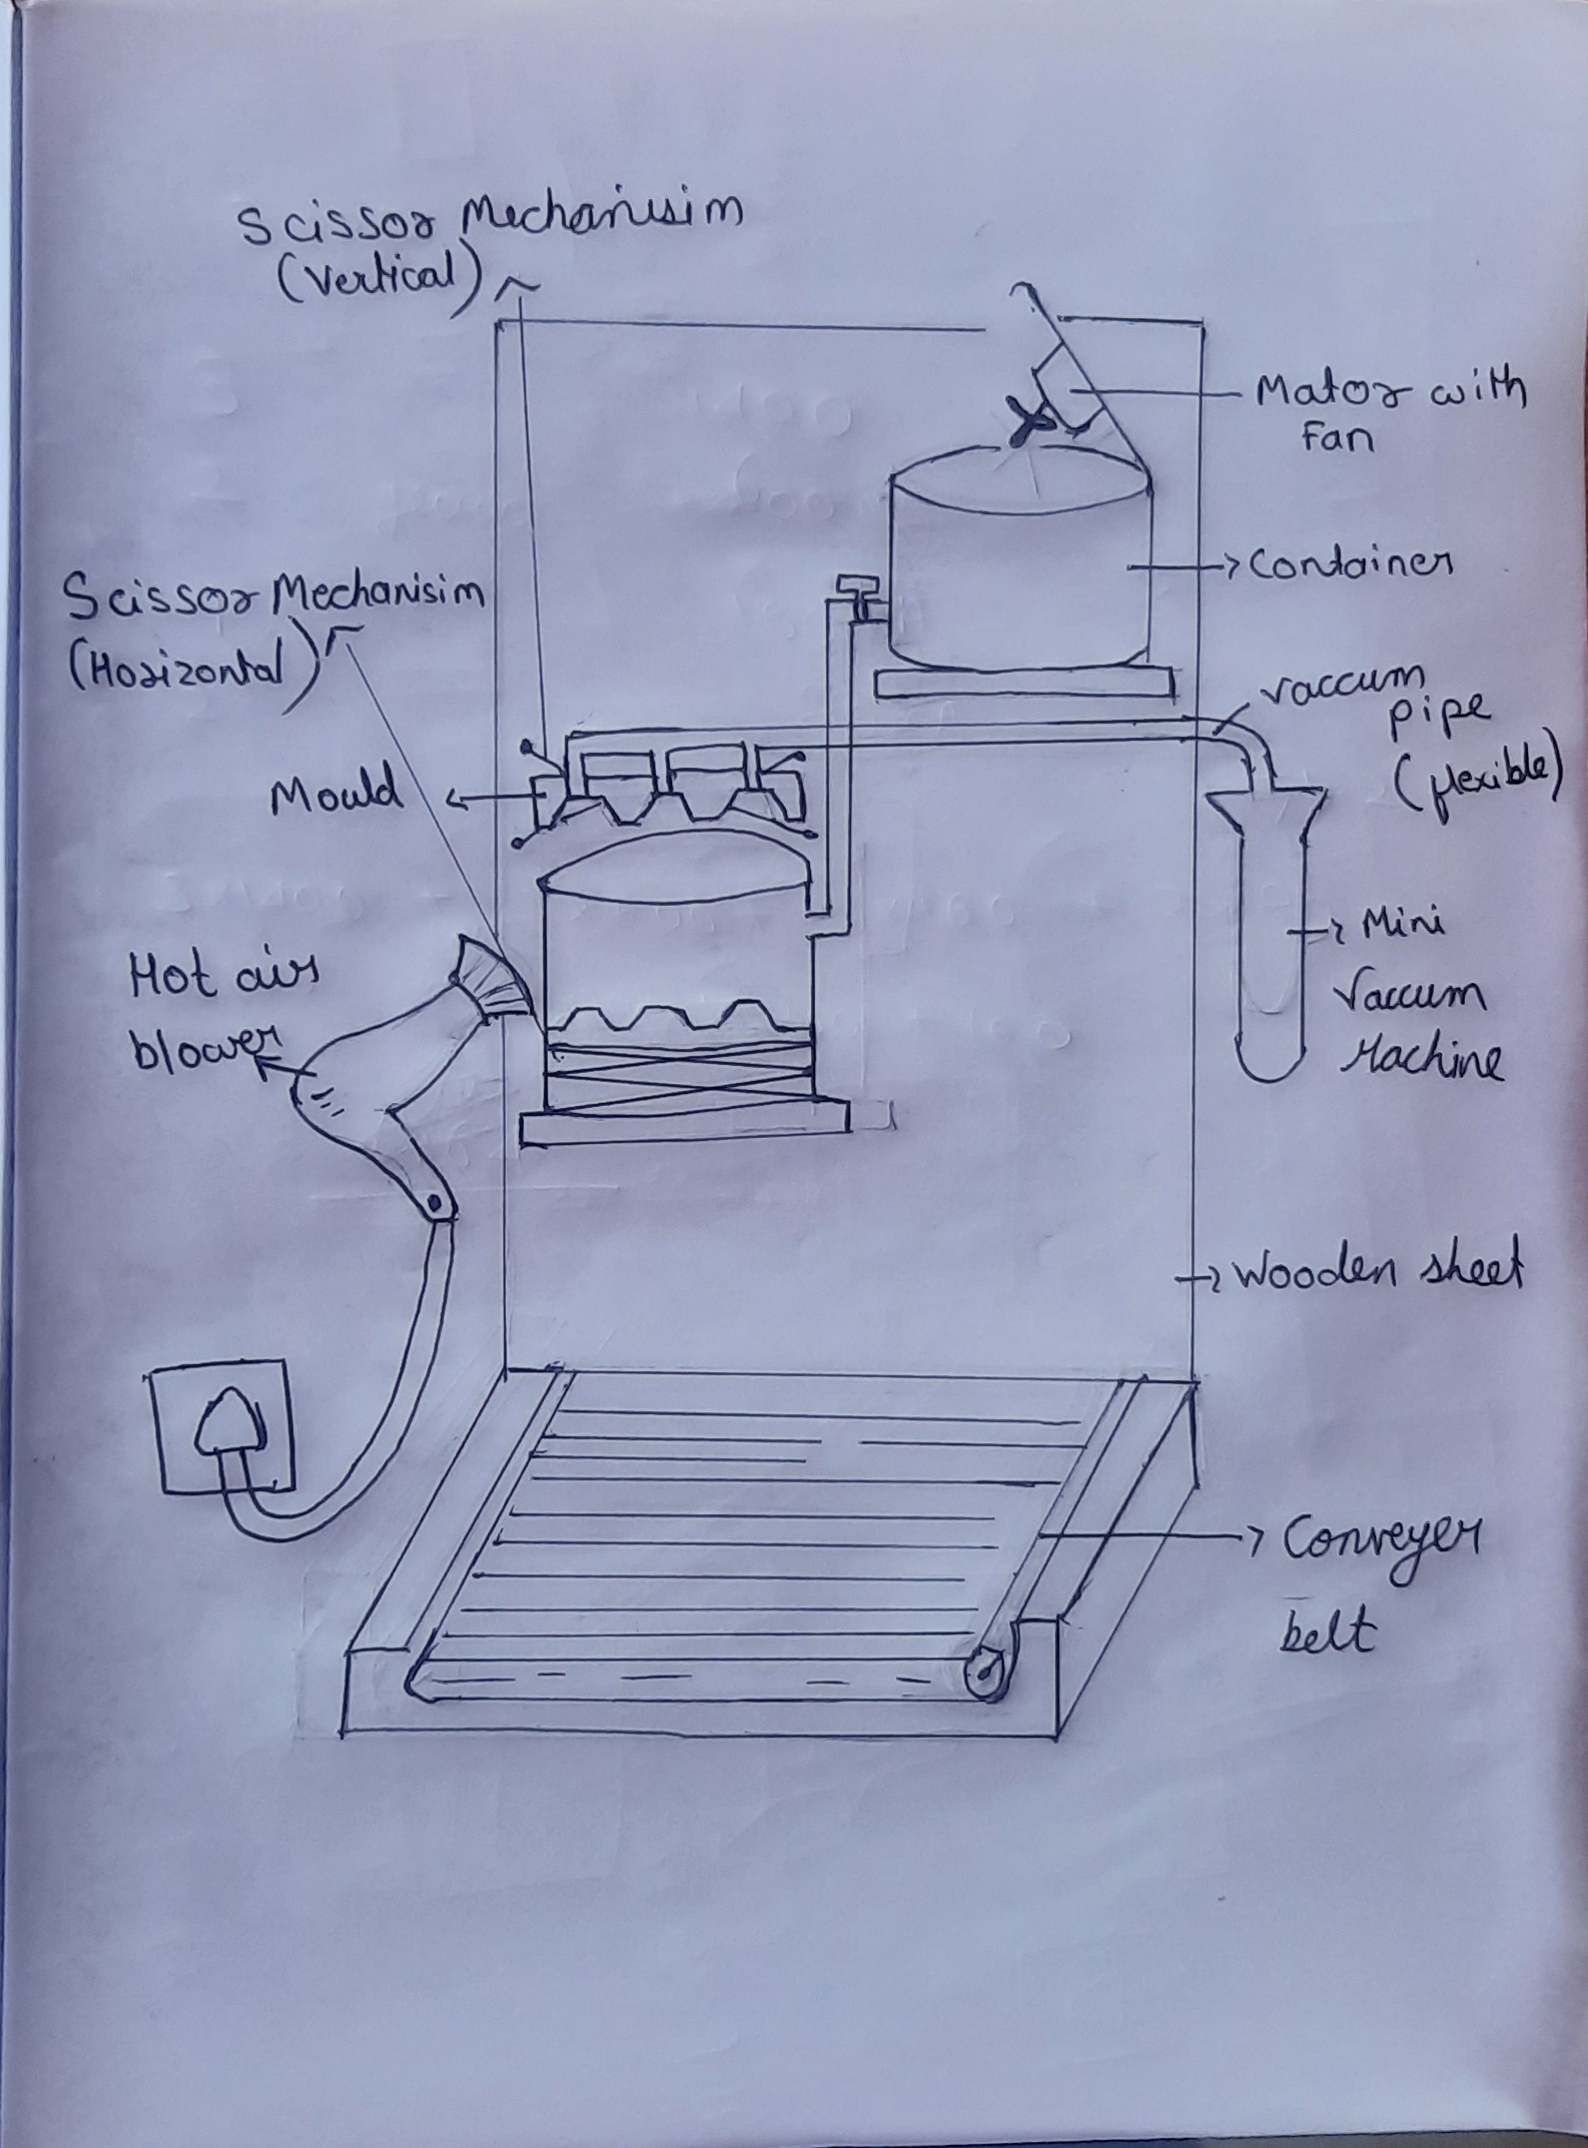 Scissor Mechanisim
(Vertical)
Mator with
Fan
Container
Scissor Mechanisim
(Horizontal)
vaccum
pipe
(flexible)
Mould
Mini
Vaccum
Machine
Hot air
blower
Wooden sheet
Conveyer
belt